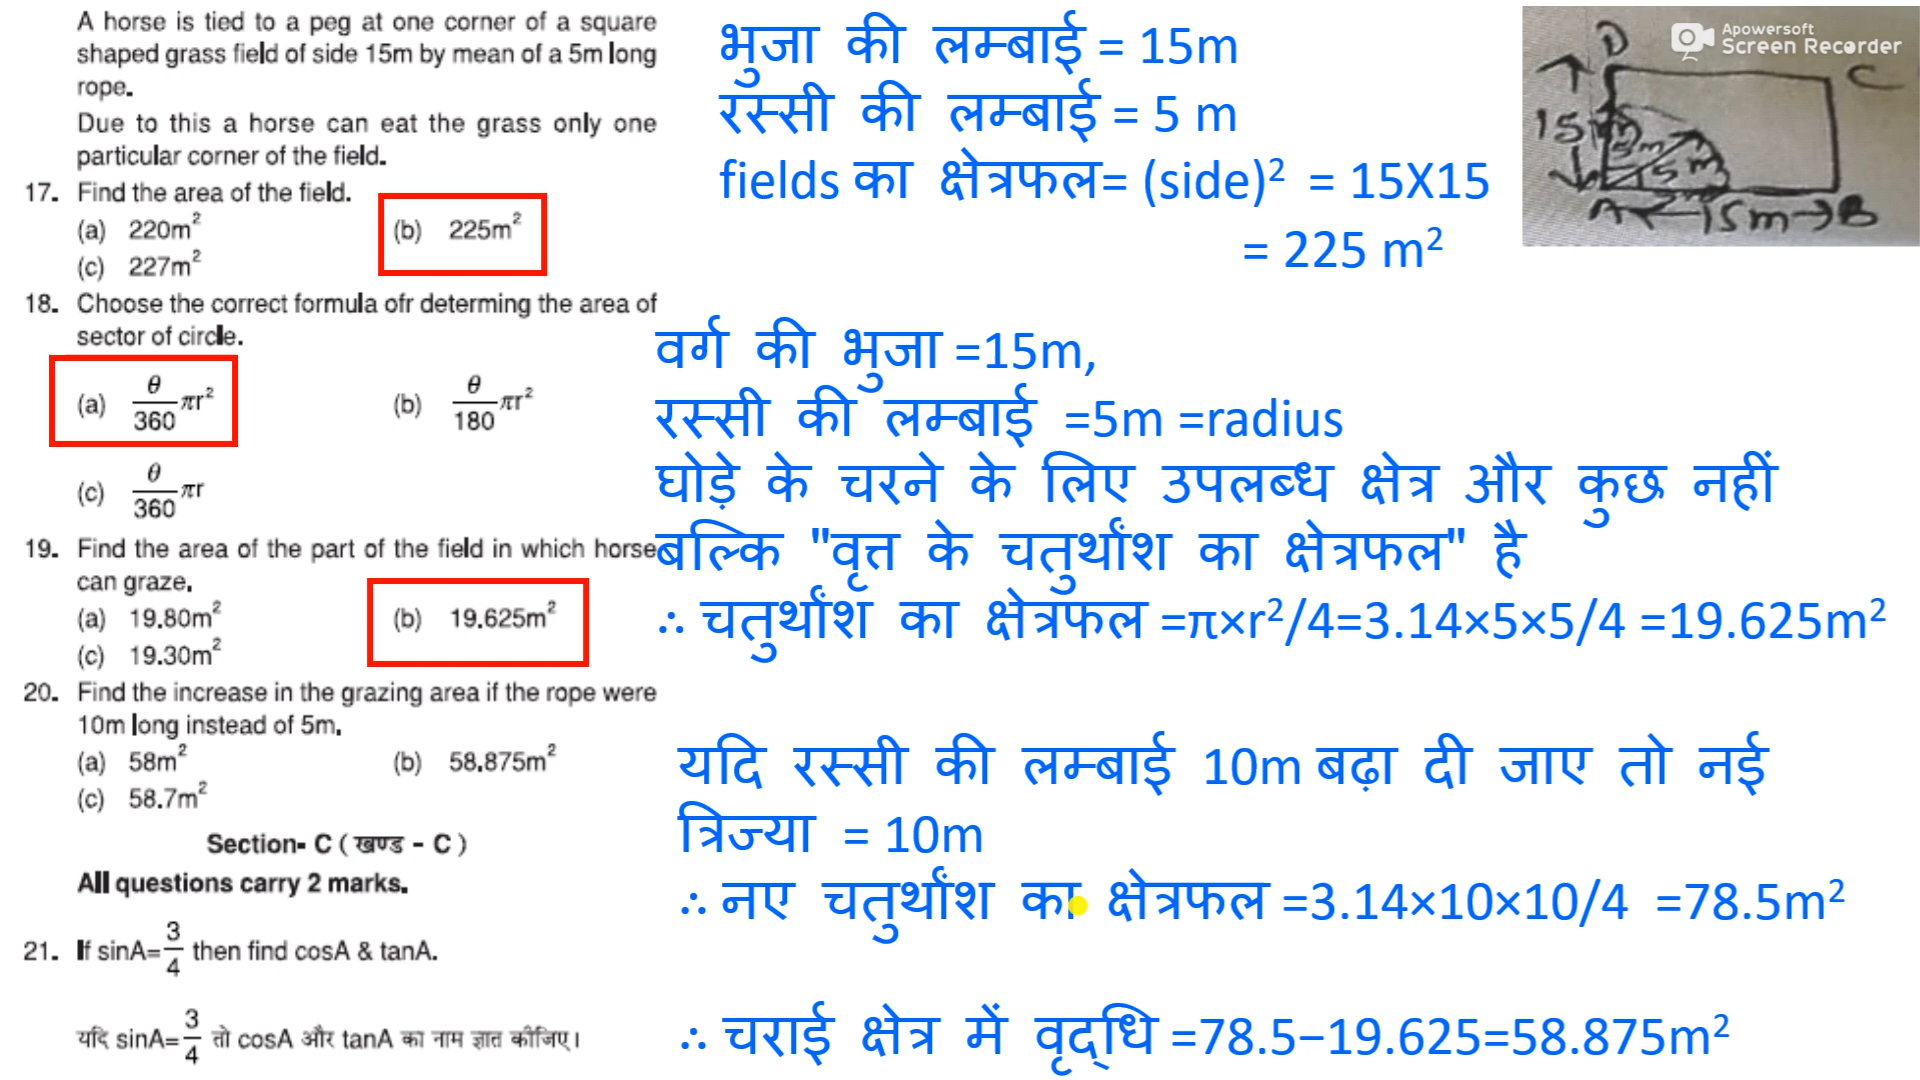 A horse is tied to a peg at one corner of a square
shaped grass field of side 15m by mean of a 5m long
rope.
Due to this a horse can eat the grass only one
particular corner of the field.
17. Find the area of the field.
(a) 220m² (b) 225m²
(c) 227m²
18. Choose the correct formula ofr determing the area of
sector of circle.
(a) θ/360 πr² (b) θ/180 πr²
(c) θ/360 πr
19. Find the area of the part of the field in which horse
can graze.
(a) 19.80m² (b) 19.625m²
(c) 19.30m²
20. Find the increase in the grazing area if the rope were
10m long instead of 5m.
(a) 58m² (b) 58.875m²
(c) 58.7m²
Section- C ( खण्ड - C )
All questions carry 2 marks.
21. If sinA=3/4 then find cosA & tanA.
यदि sinA=3/4 तो cosA और tanA का नाम ज्ञात कीजिए।
भुजा की लम्बाई = 15m
रस्सी की लम्बाई = 5 m
fields का क्षेत्रफल= (side)² = 15X15
= 225 m²
वर्ग की भुजा =15m,
रस्सी की लम्बाई =5m =radius
घोड़े के चरने के लिए उपलब्ध क्षेत्र और कुछ नहीं
बल्कि "वृत्त के चतुर्थांश का क्षेत्रफल" है
∴ चतुर्थांश का क्षेत्रफल =π×r²/4=3.14×5×5/4 =19.625m²
यदि रस्सी की लम्बाई 10m बढ़ा दी जाए तो नई
त्रिज्या = 10m
∴ नए चतुर्थांश का क्षेत्रफल =3.14×10×10/4 =78.5m²
∴ चराई क्षेत्र में वृद्धि =78.5−19.625=58.875m²
Apowersoft
Screen Recorder
D
C
15m
5m
5m
A 15m B